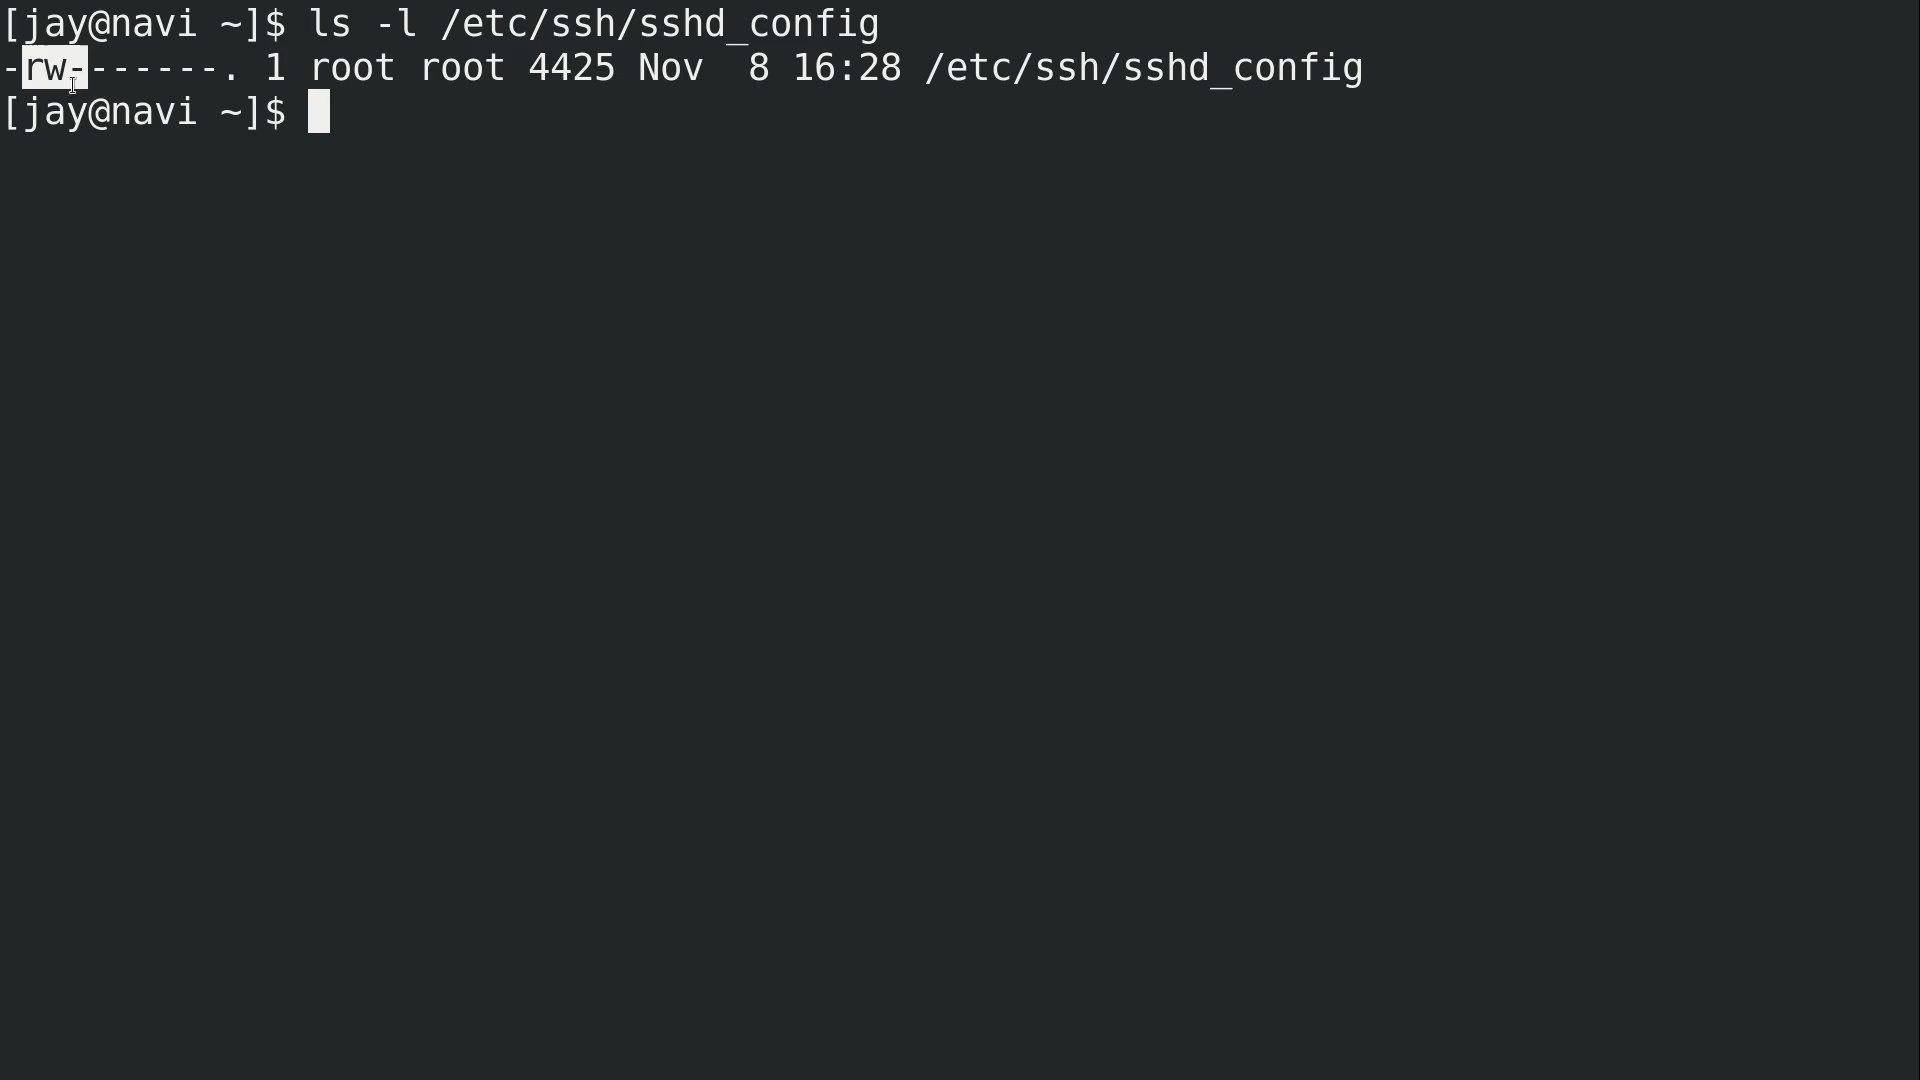 [jay@navi ~]$ ls -l /etc/ssh/sshd_config
-rw-------. 1 root root 4425 Nov  8 16:28 /etc/ssh/sshd_config
[jay@navi ~]$